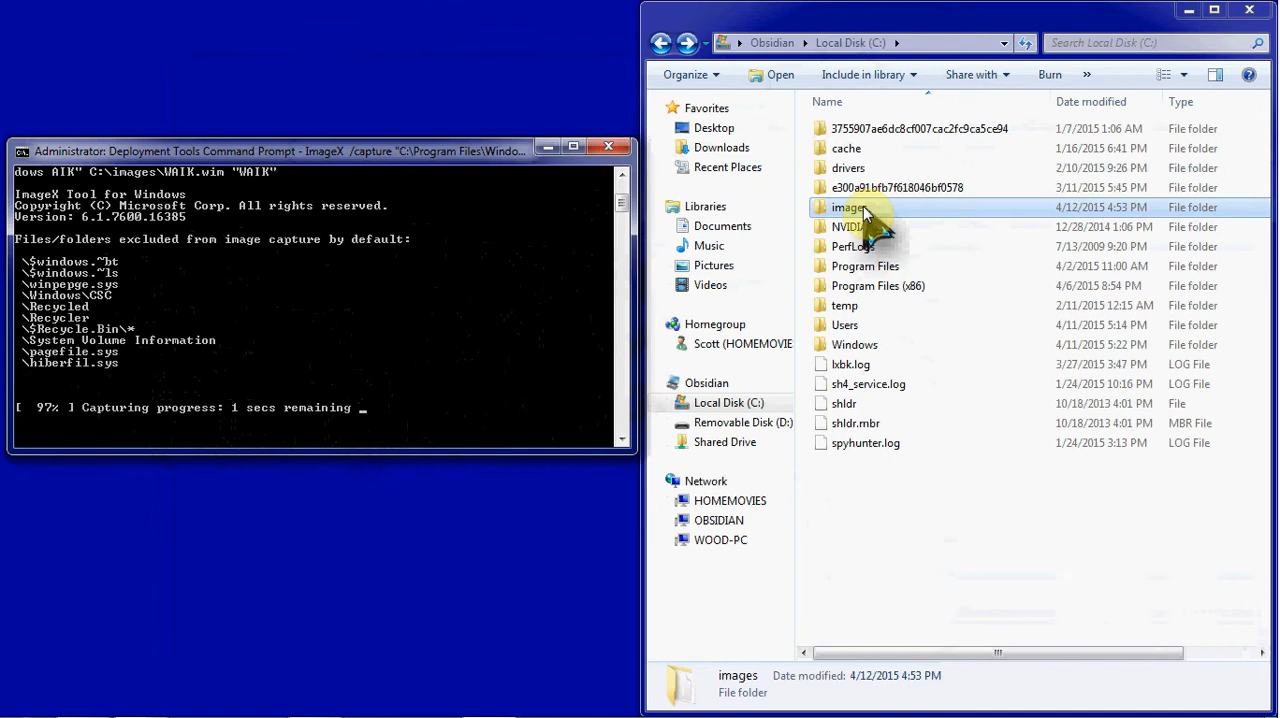 Administrator: Deployment Tools Command Prompt - ImageX /capture "C:\Program Files\Windo...
dows AIK" C:\images\WAIK.wim "WAIK"
ImageX Tool for Windows
Copyright (C) Microsoft Corp. All rights reserved.
Version: 6.1.7600.16385
Files/folders excluded from image capture by default:
\$windows.~bt
\$windows.~ls
\winpepge.sys
\Windows\CSC
\Recycled
\Recycler
\$Recycle.Bin\*
\System Volume Information
\pagefile.sys
\hiberfil.sys
[ 97% ] Capturing progress: 1 secs remaining _
Obsidian
Local Disk (C:)
Search Local Disk (C:)
Organize
Open
Include in library
Share with
Burn
»
Favorites
Desktop
Downloads
Recent Places
Libraries
Documents
Music
Pictures
Videos
Homegroup
Scott (HOMEMOVIE
Obsidian
Local Disk (C:)
Removable Disk (D:)
Shared Drive
Network
HOMEMOVIES
OBSIDIAN
WOOD-PC
Name Date modified Type
3755907ae6dc8cf007cac2fc9ca5ce94 1/7/2015 1:06 AM File folder
cache 1/16/2015 6:41 PM File folder
drivers 2/10/2015 9:26 PM File folder
e300a91bfb7f618046bf0578 3/11/2015 5:45 PM File folder
images 4/12/2015 4:53 PM File folder
NVIDIA 12/28/2014 1:06 PM File folder
PerfLogs 7/13/2009 9:20 PM File folder
Program Files 4/2/2015 11:00 AM File folder
Program Files (x86) 4/6/2015 8:54 PM File folder
temp 2/11/2015 12:15 AM File folder
Users 4/11/2015 5:14 PM File folder
Windows 4/11/2015 5:22 PM File folder
lxbk.log 3/27/2015 3:47 PM LOG File
sh4_service.log 1/24/2015 10:16 PM LOG File
shldr 10/18/2013 4:01 PM File
shldr.mbr 10/18/2013 4:01 PM MBR File
spyhunter.log 1/24/2015 3:13 PM LOG File
images Date modified: 4/12/2015 4:53 PM
File folder